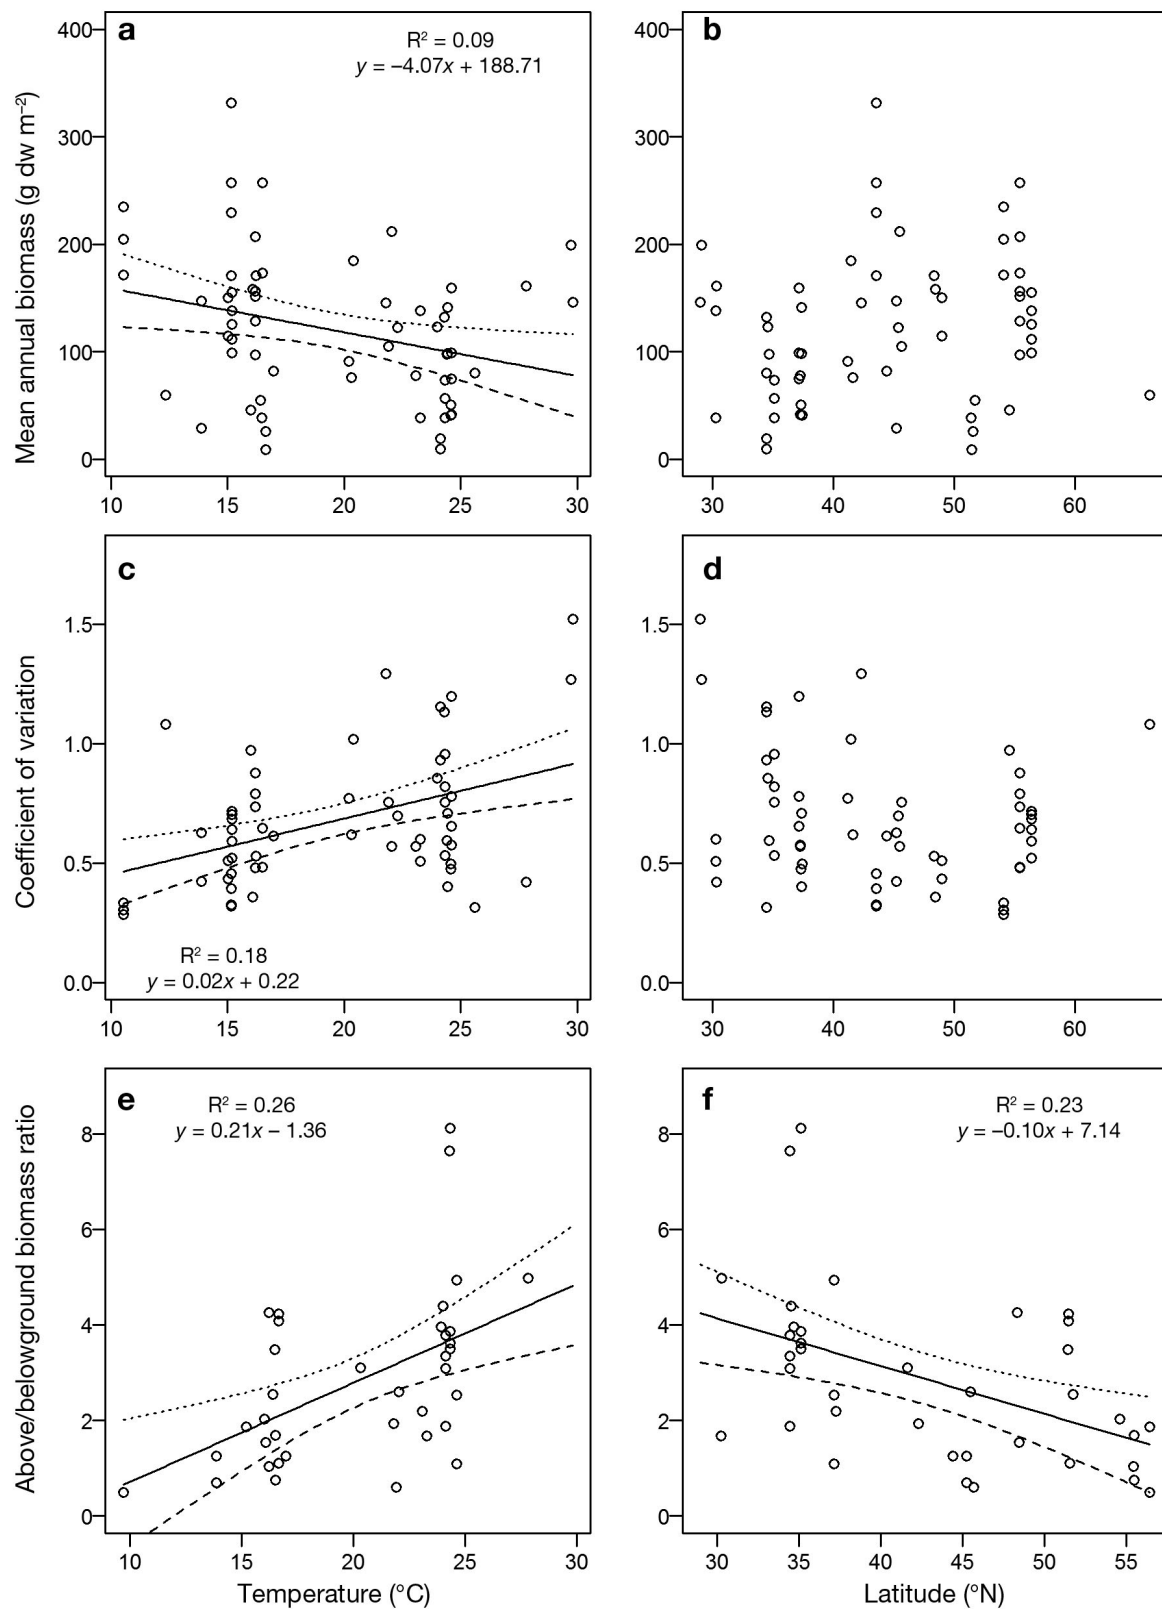 a
R² = 0.09
y = −4.07x + 188.71
Mean annual biomass (g dw m⁻²)
400
300
200
100
0
10 15 20 25 30
b
400
300
200
100
0
30 40 50 60
c
Coefficient of variation
1.5
1.0
0.5
0.0
R² = 0.18
y = 0.02x + 0.22
10 15 20 25 30
d
1.5
1.0
0.5
0.0
30 40 50 60
e
R² = 0.26
y = 0.21x − 1.36
Above/belowground biomass ratio
8
6
4
2
0
10 15 20 25 30
Temperature (°C)
f
R² = 0.23
y = −0.10x + 7.14
8
6
4
2
0
30 35 40 45 50 55
Latitude (°N)